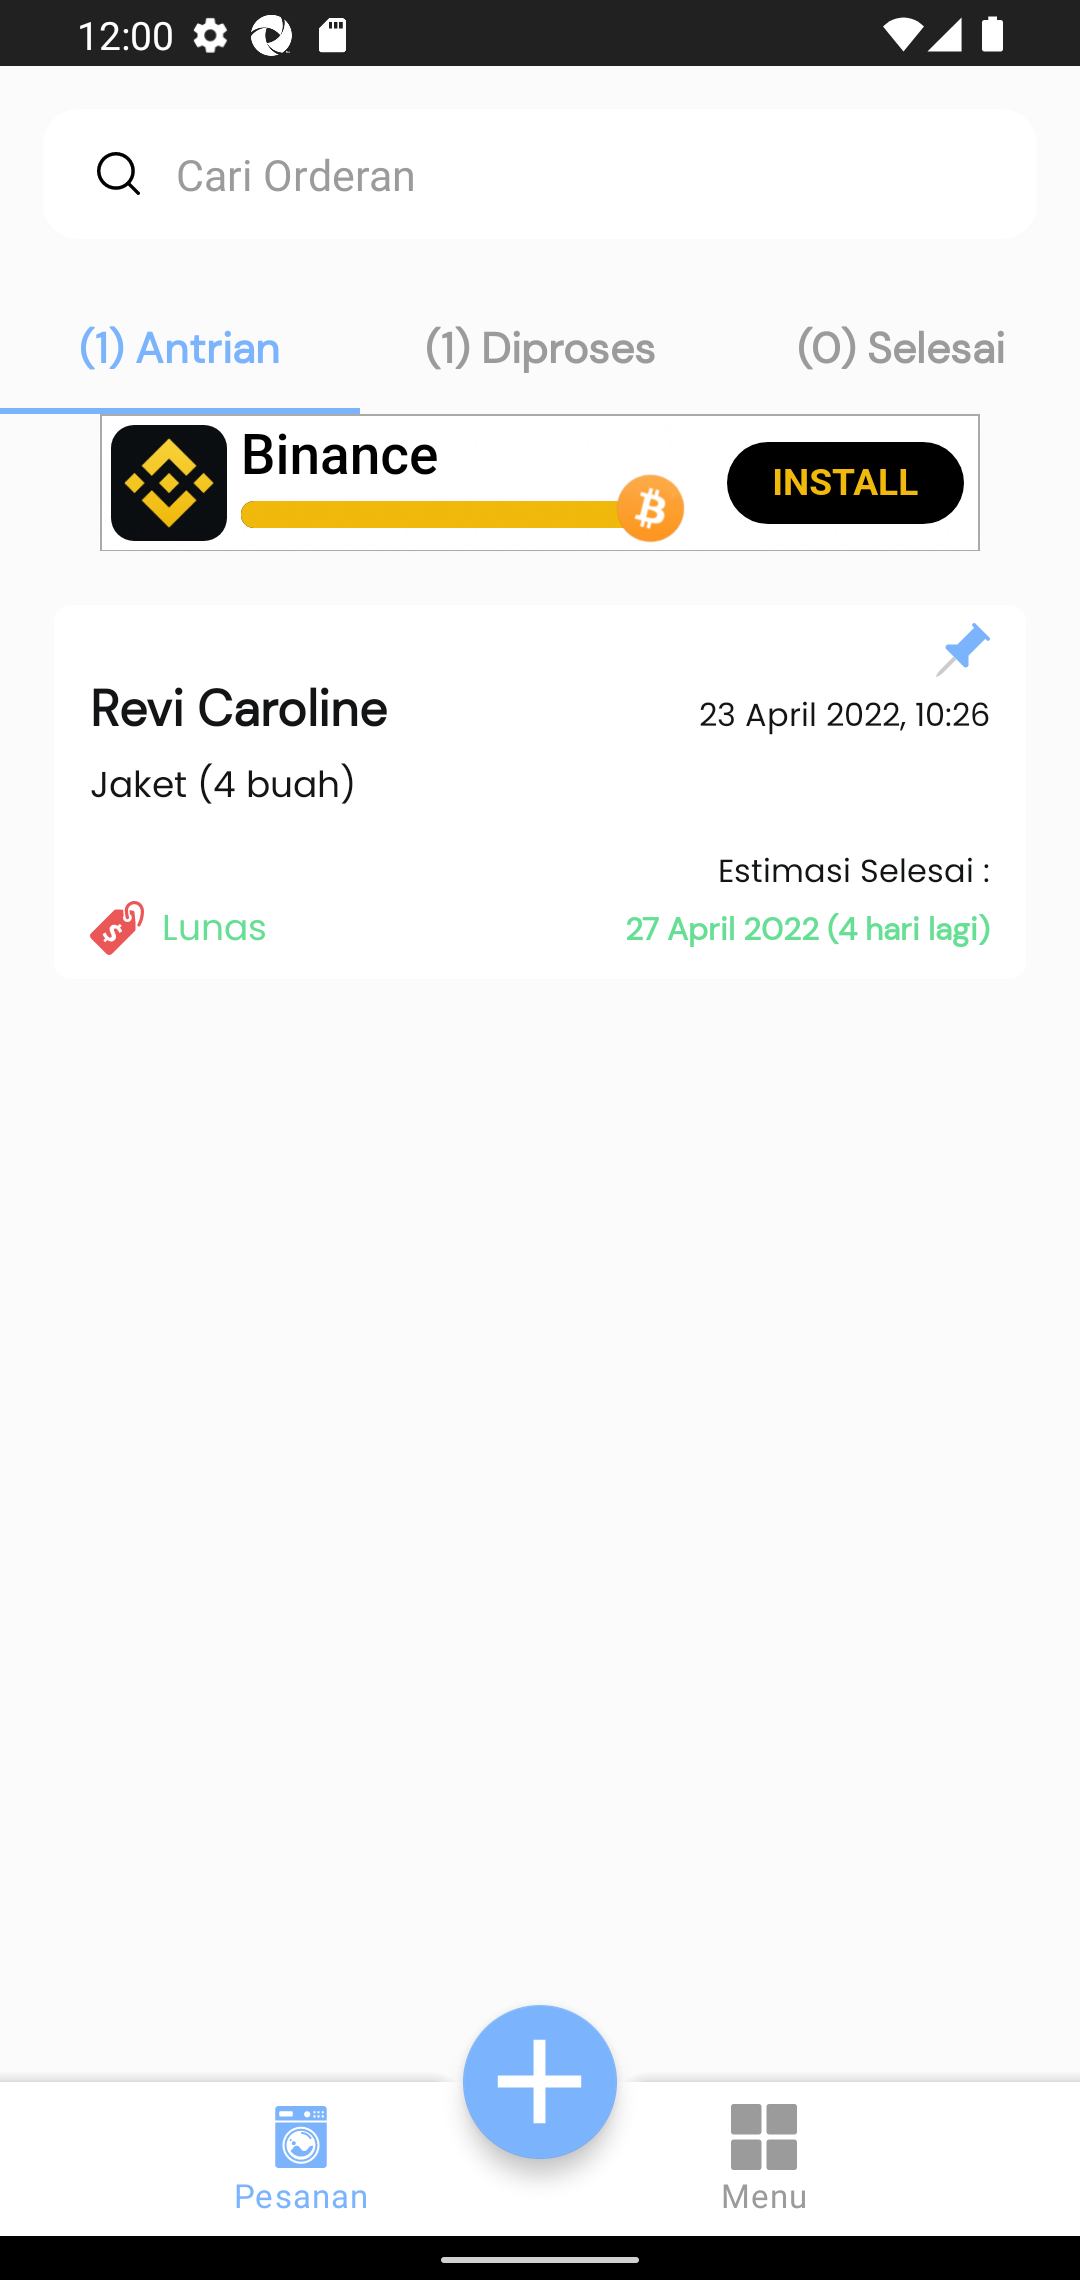 12:00
Cari Orderan
(1) Antrian
(1) Diproses
(0) Selesai
Binance
INSTALL
Revi Caroline
23 April 2022, 10:26
Jaket (4 buah)
Estimasi Selesai :
Lunas
27 April 2022 (4 hari lagi)
Pesanan
Menu